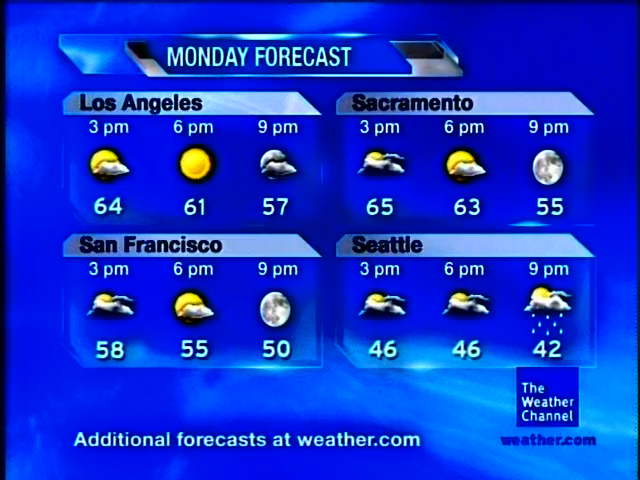 MONDAY FORECAST
Los Angeles
3 pm 6 pm 9 pm
64 61 57
Sacramento
3 pm 6 pm 9 pm
65 63 55
San Francisco
3 pm 6 pm 9 pm
58 55 50
Seattle
3 pm 6 pm 9 pm
46 46 42
The
Weather
Channel
Additional forecasts at weather.com
weather.com